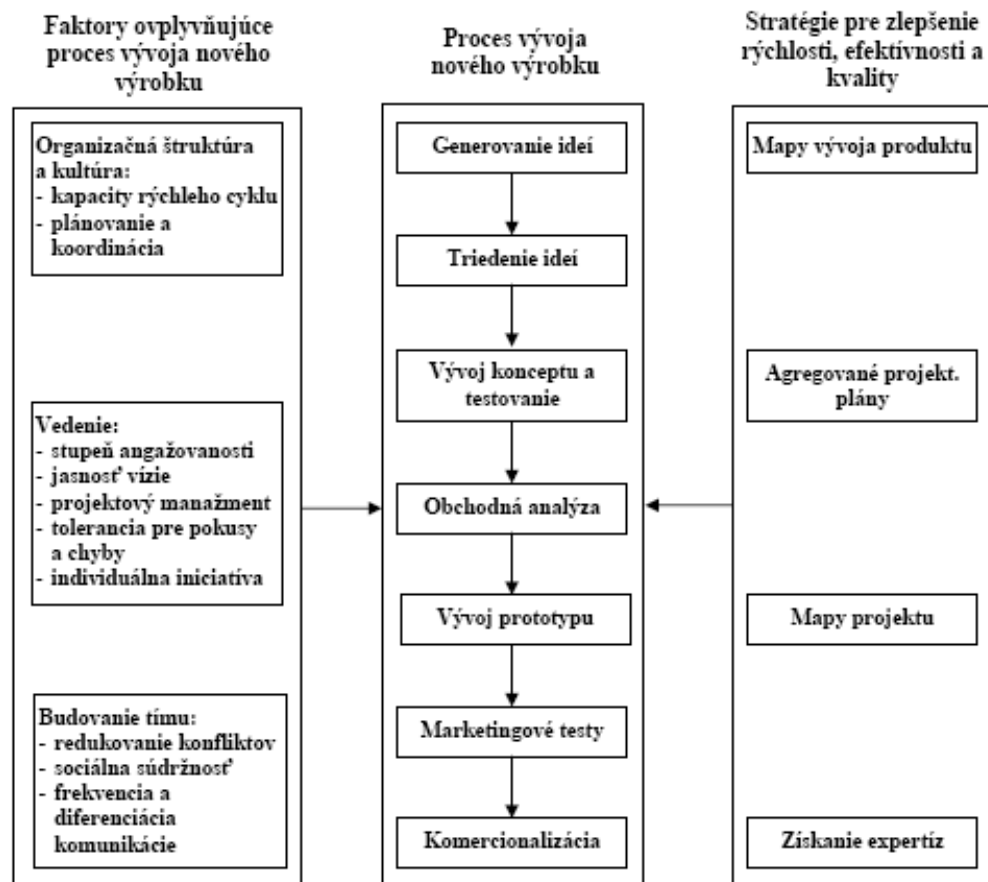 Faktory ovplyvňujúce
proces vývoja nového
výrobku
Organizačná štruktúra
a kultúra:
- kapacity rýchleho cyklu
- plánovanie a
koordinácia
Vedenie:
- stupeň angažovanosti
- jasnosť vízie
- projektový manažment
- tolerancia pre pokusy
a chyby
- individuálna iniciatíva
Budovanie tímu:
- redukovanie konfliktov
- sociálna súdržnosť
- frekvencia a
diferenciácia
komunikácie
Proces vývoja
nového výrobku
Generovanie ideí
Triedenie ideí
Vývoj konceptu a
testovanie
Obchodná analýza
Vývoj prototypu
Marketingové testy
Komercionalizácia
Stratégie pre zlepšenie
rýchlosti, efektívnosti a
kvality
Mapy vývoja produktu
Agregované projekt.
plány
Mapy projektu
Získanie expertíz